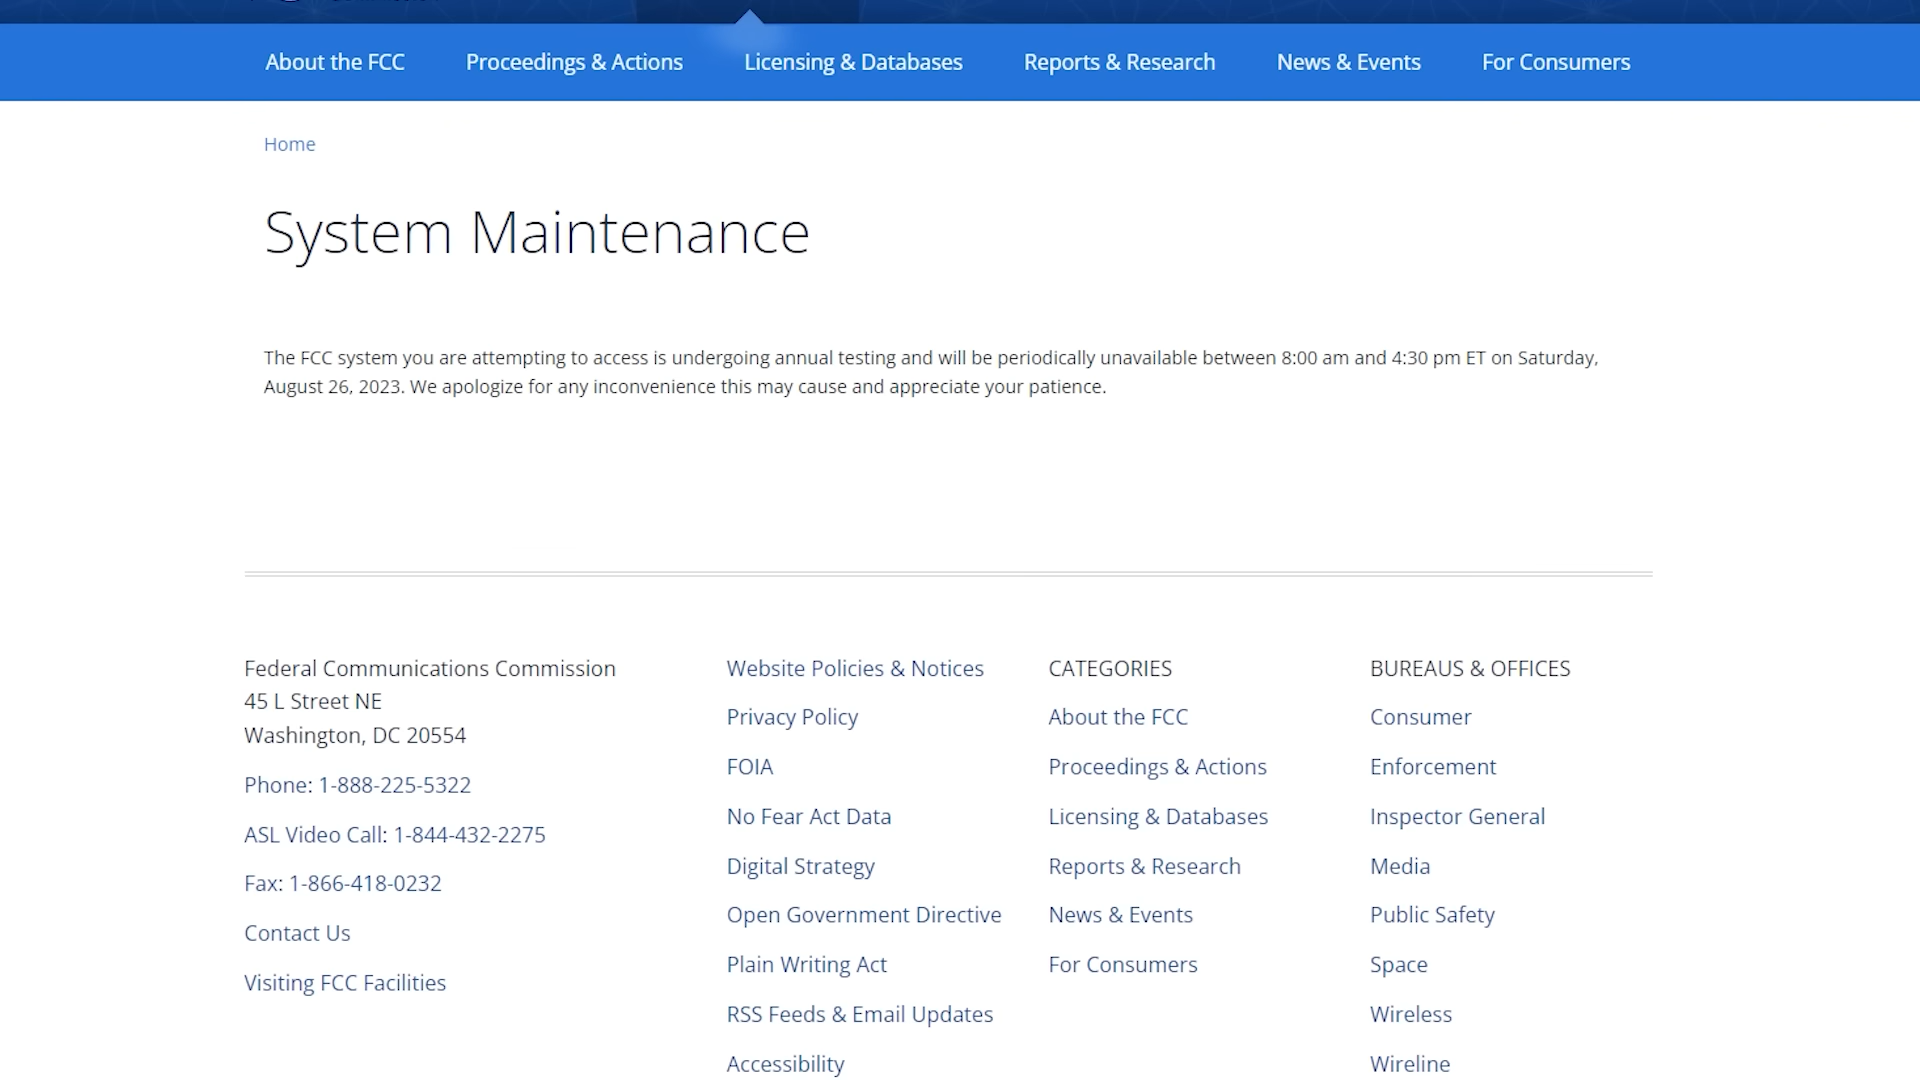 About the FCC
Proceedings & Actions
Licensing & Databases
Reports & Research
News & Events
For Consumers
Home
System Maintenance
The FCC system you are attempting to access is undergoing annual testing and will be periodically unavailable between 8:00 am and 4:30 pm ET on Saturday,
August 26, 2023. We apologize for any inconvenience this may cause and appreciate your patience.
Federal Communications Commission
45 L Street NE
Washington, DC 20554
Phone: 1-888-225-5322
ASL Video Call: 1-844-432-2275
Fax: 1-866-418-0232
Contact Us
Visiting FCC Facilities
Website Policies & Notices
Privacy Policy
FOIA
No Fear Act Data
Digital Strategy
Open Government Directive
Plain Writing Act
RSS Feeds & Email Updates
Accessibility
CATEGORIES
About the FCC
Proceedings & Actions
Licensing & Databases
Reports & Research
News & Events
For Consumers
BUREAUS & OFFICES
Consumer
Enforcement
Inspector General
Media
Public Safety
Space
Wireless
Wireline